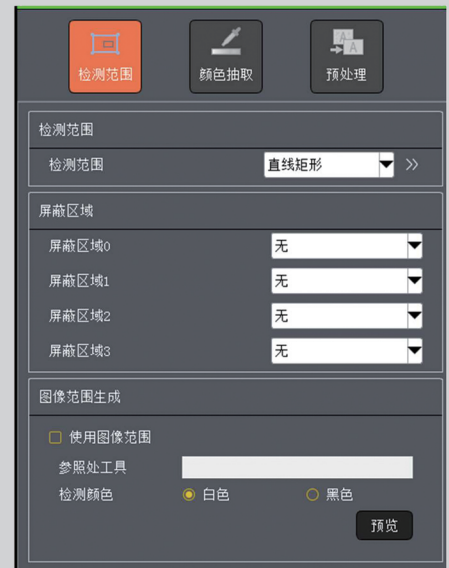 检测范围
颜色抽取
预处理
检测范围
检测范围 直线矩形
屏蔽区域
屏蔽区域0 无
屏蔽区域1 无
屏蔽区域2 无
屏蔽区域3 无
图像范围生成
使用图像范围
参照处工具
检测颜色 白色 黑色
预览